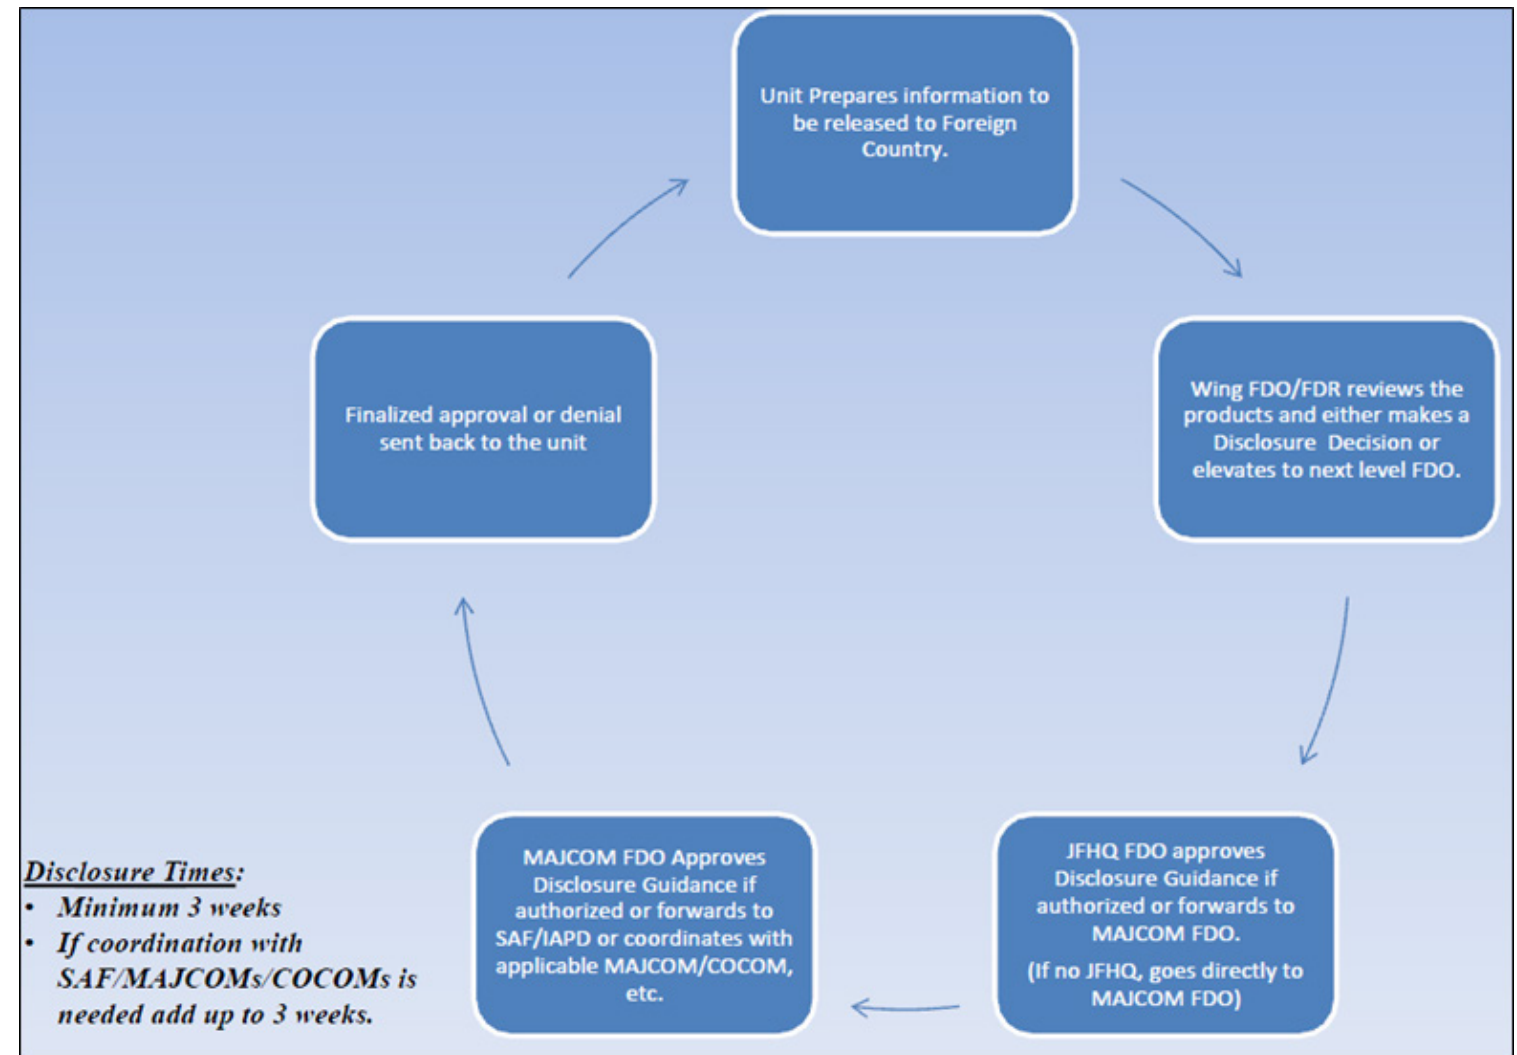 Unit Prepares information to
be released to Foreign
Country.
Wing FDO/FDR reviews the
products and either makes a
Disclosure Decision or
elevates to next level FDO.
JFHQ FDO approves
Disclosure Guidance if
authorized or forwards to
MAJCOM FDO.
(If no JFHQ, goes directly to
MAJCOM FDO)
MAJCOM FDO Approves
Disclosure Guidance if
authorized or forwards to
SAF/IAPD or coordinates with
applicable MAJCOM/COCOM,
etc.
Finalized approval or denial
sent back to the unit
Disclosure Times:
• Minimum 3 weeks
• If coordination with
SAF/MAJCOMs/COCOMs is
needed add up to 3 weeks.